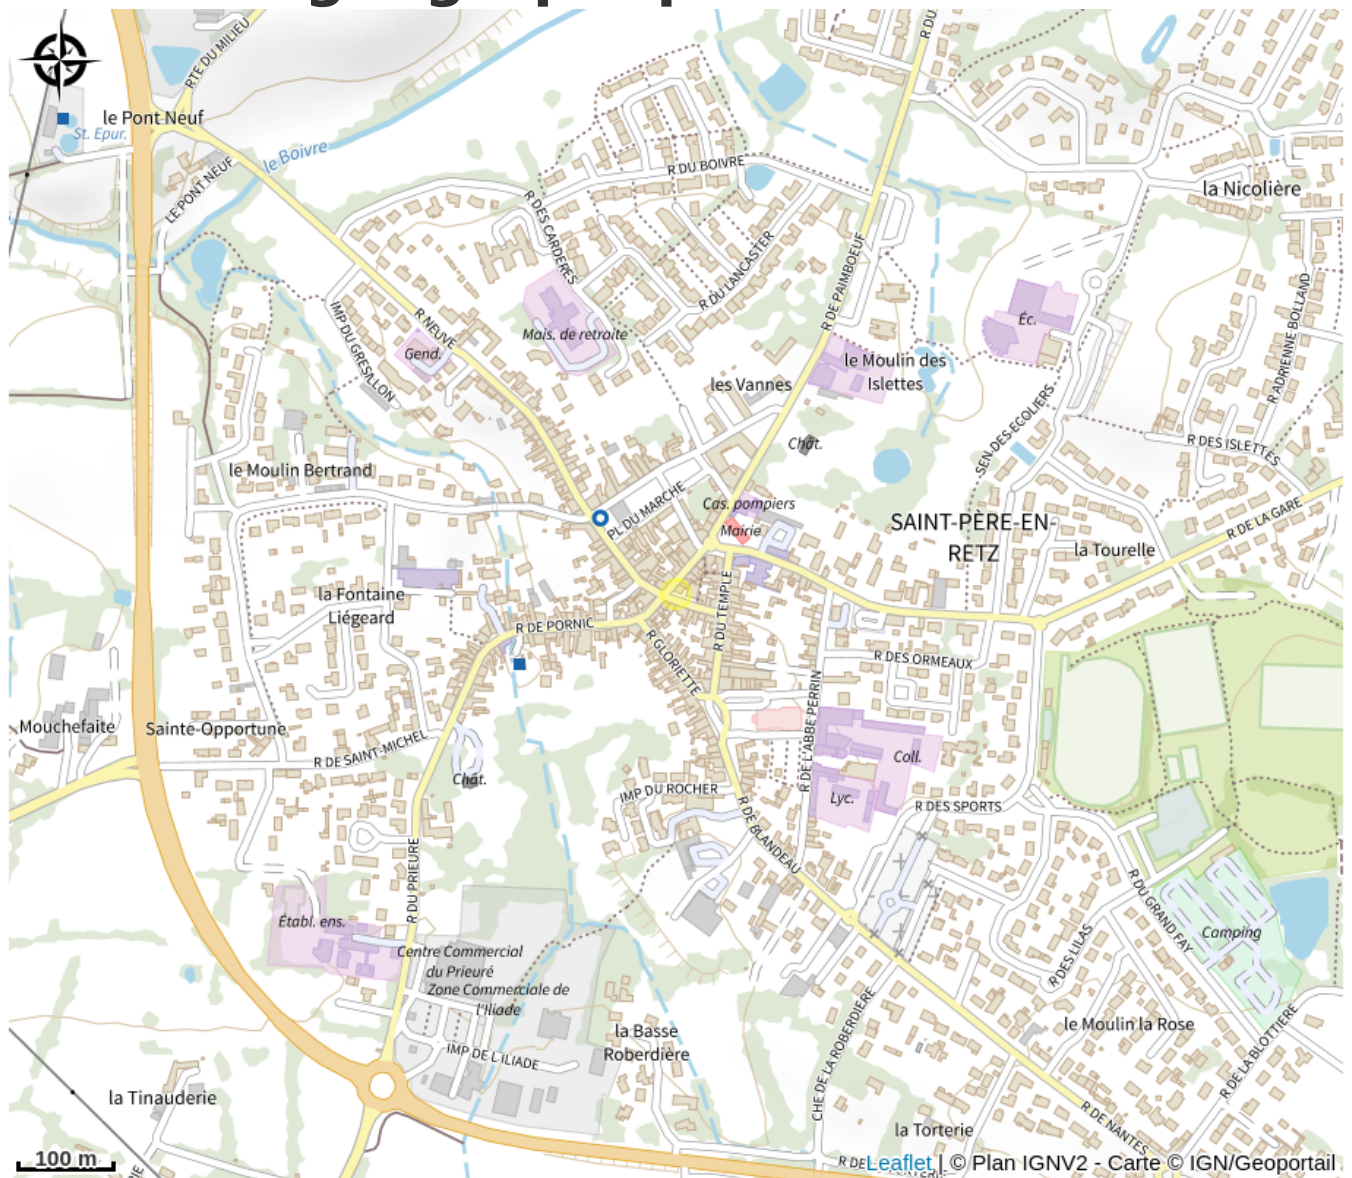 RTE DU MILIEU
R DU
le Pont Neuf
St. Epur.
le Boivre
LE PONT NEUF
R DU BOIVRE
la Nicolière
R DES CARDERES
R DU LANCASTER
R DE PAIMBOEUF
R ADRIENNE BOLLAND
IMP DU GRESILLON
R NEUVE
Gend.
Mais. de retraite
Éc.
le Moulin des
Islettes
les Vannes
SEN DES ECOLIERS
Chât.
R DES ISLETTES
le Moulin Bertrand
PL DU MARCHE
Cas. pompiers
Mairie
SAINT-PÈRE-EN-
RETZ
R DE LA GARE
la Tourelle
la Fontaine
Liégeard
R DE PORNIC
R DU TEMPLE
R GLORIETTE
R DES ORMEAUX
R DE L'ABBE PERRIN
Mouchefaite
Sainte-Opportune
R DE SAINT-MICHEL
Chât.
Coll.
Lyc.
IMP DU ROCHER
R DES SPORTS
R DE BLANDEAU
R DU PRIEURE
R DU GRAND FAY
Établ. ens.
Centre Commercial
du Prieuré
Zone Commerciale de
l'Iliade
Camping
R DES LILAS
la Basse
Roberdière
CHE DE LA ROBERDIERE
le Moulin la Rose
R DE LA BLOTTIERE
IMP DE L'ILIADE
la Tinauderie
R DE NANTES
la Torterie
100 m
R DE
Leaflet | © Plan IGNV2 - Carte © IGN/Geoportail